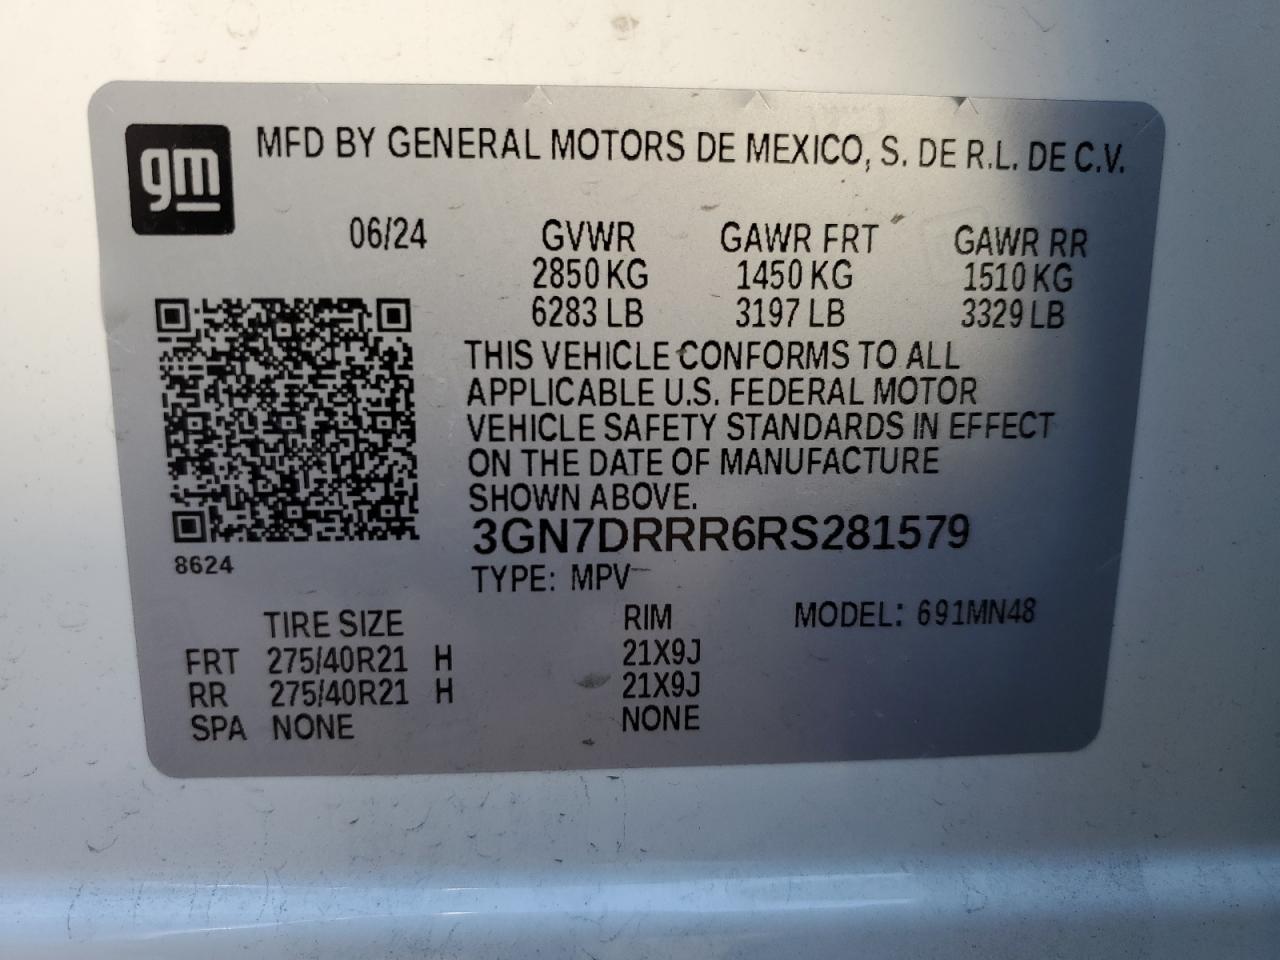 gm
MFD BY GENERAL MOTORS DE MEXICO, S. DE R.L. DE C.V.
06/24 GVWR GAWR FRT GAWR RR
2850 KG 1450 KG 1510 KG
6283 LB 3197 LB 3329 LB
THIS VEHICLE CONFORMS TO ALL
APPLICABLE U.S. FEDERAL MOTOR
VEHICLE SAFETY STANDARDS IN EFFECT
ON THE DATE OF MANUFACTURE
SHOWN ABOVE.
3GN7DRRR6RS281579
8624
TYPE: MPV
TIRE SIZE RIM MODEL: 691MN48
FRT 275/40R21 H 21X9J
RR 275/40R21 H 21X9J
SPA NONE NONE